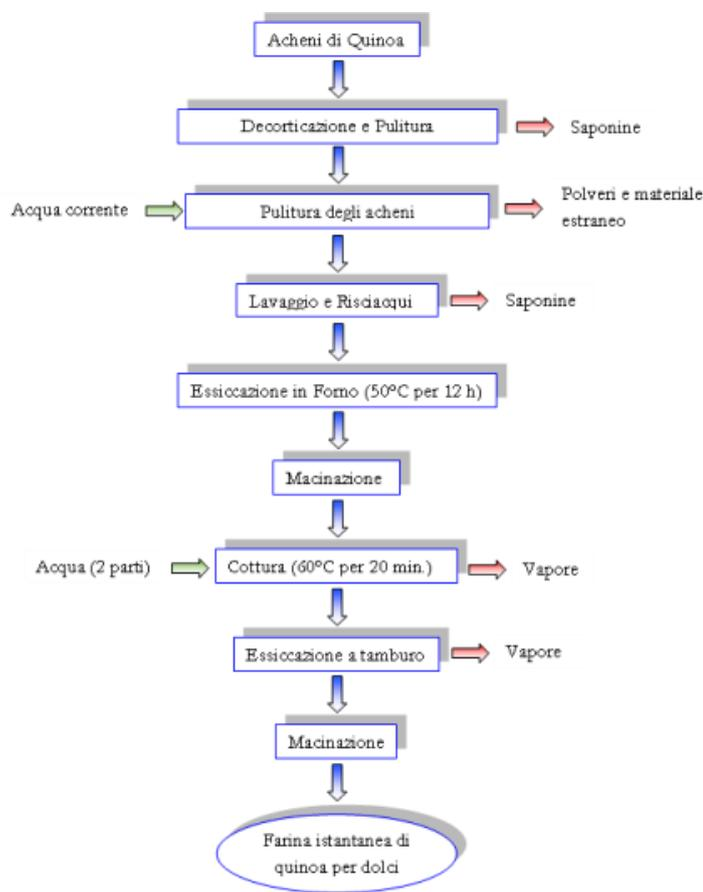 Acheni di Quinoa
Decorticazione e Pulitura
Saponine
Acqua corrente
Pulitura degli acheni
Polveri e materiale
estraneo
Lavaggio e Risciacqui
Saponine
Essiccazione in Forno (50°C per 12 h)
Macinazione
Acqua (2 parti)
Cottura (60°C per 20 min.)
Vapore
Essiccazione a tamburo
Vapore
Macinazione
Farina istantanea di
quinoa per dolci